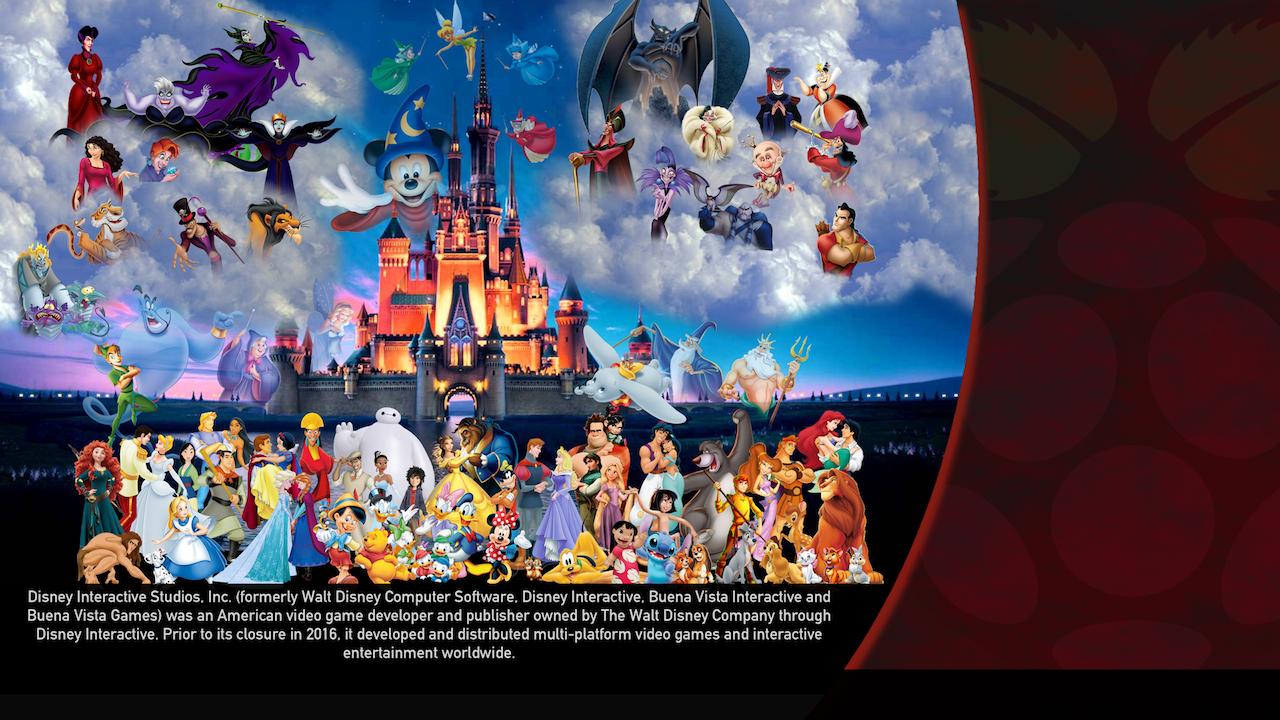 Disney Interactive Studios, Inc. (formerly Walt Disney Computer Software, Disney Interactive, Buena Vista Interactive and
Buena Vista Games) was an American video game developer and publisher owned by The Walt Disney Company through
Disney Interactive. Prior to its closure in 2016, it developed and distributed multi-platform video games and interactive
entertainment worldwide.